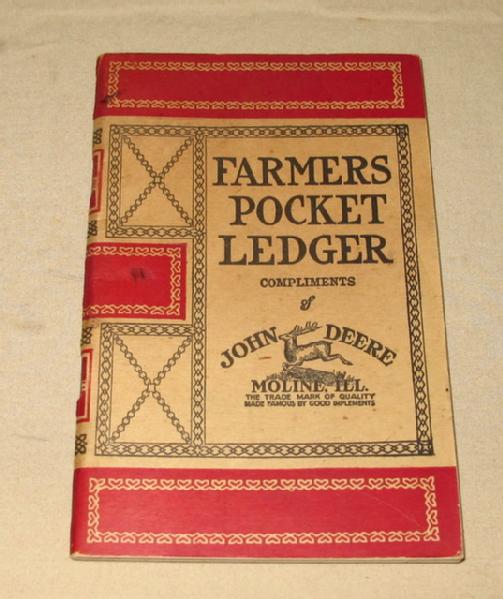 FARMERS
POCKET
LEDGER
COMPLIMENTS
of
JOHN DEERE
MOLINE, ILL.
THE TRADE MARK OF QUALITY
MADE FAMOUS BY GOOD IMPLEMENTS